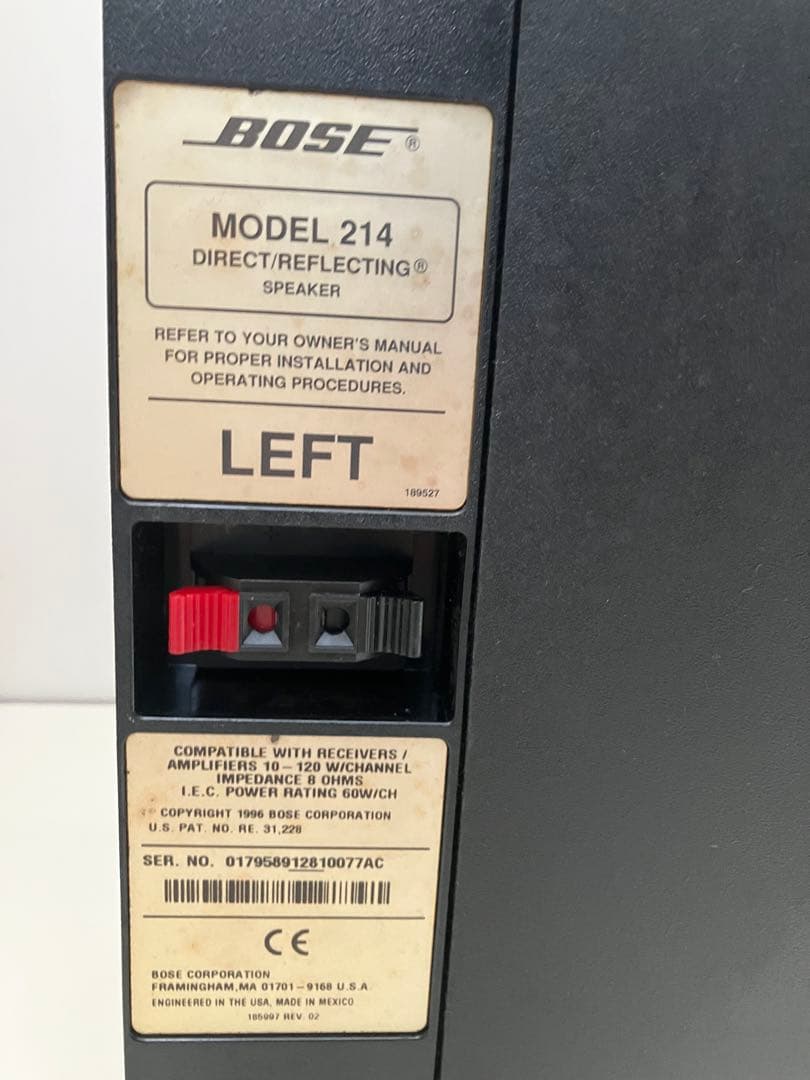 BOSE®
MODEL 214
DIRECT/REFLECTING®
SPEAKER
REFER TO YOUR OWNER'S MANUAL
FOR PROPER INSTALLATION AND
OPERATING PROCEDURES.
LEFT
189527
COMPATIBLE WITH RECEIVERS /
AMPLIFIERS 10 – 120 W/CHANNEL
IMPEDANCE 8 OHMS
I.E.C. POWER RATING 60W/CH
COPYRIGHT 1996 BOSE CORPORATION
U.S. PAT. NO. RE. 31,228
SER. NO. 017958912810077AC
CE
BOSE CORPORATION
FRAMINGHAM,MA 01701 – 9168 U.S.A.
ENGINEERED IN THE USA, MADE IN MEXICO
185997 REV. 02